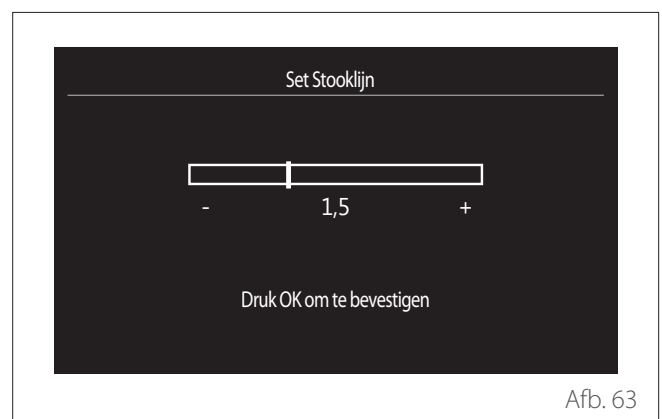 Set Stooklijn
- 1,5 +
Druk OK om te bevestigen
Afb. 63